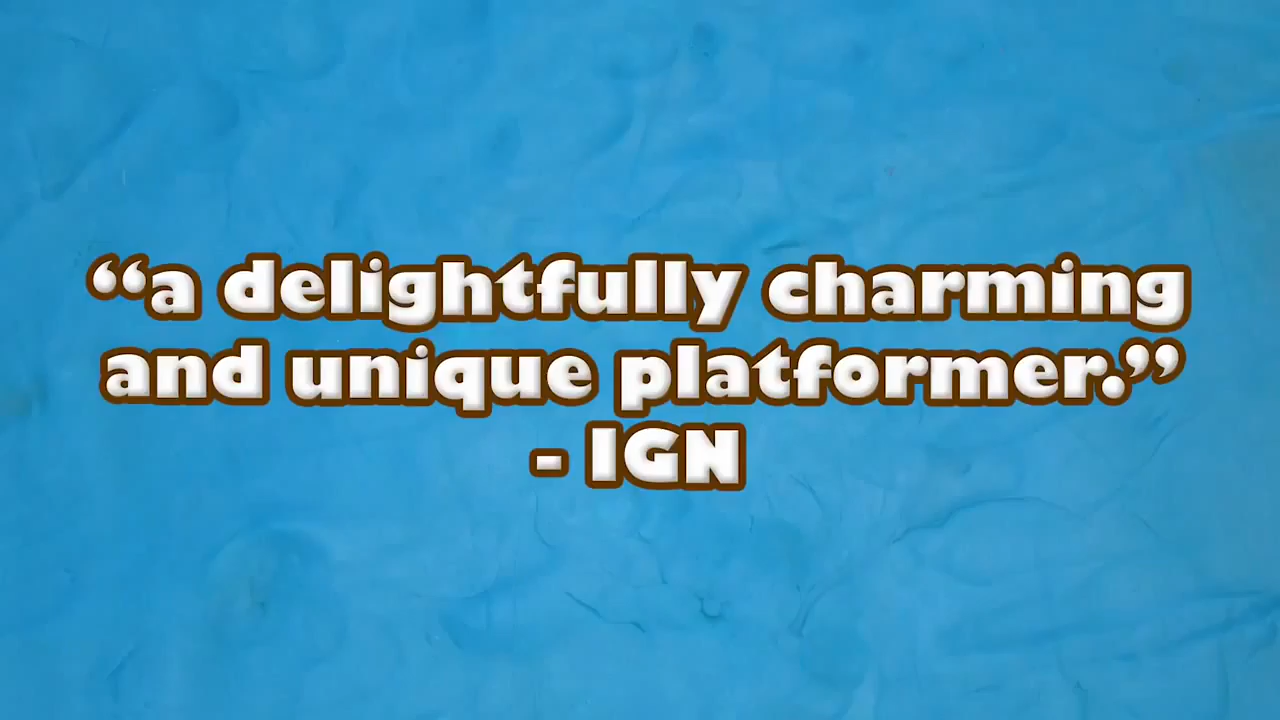 “a delightfully charming
and unique platformer.”
- IGN